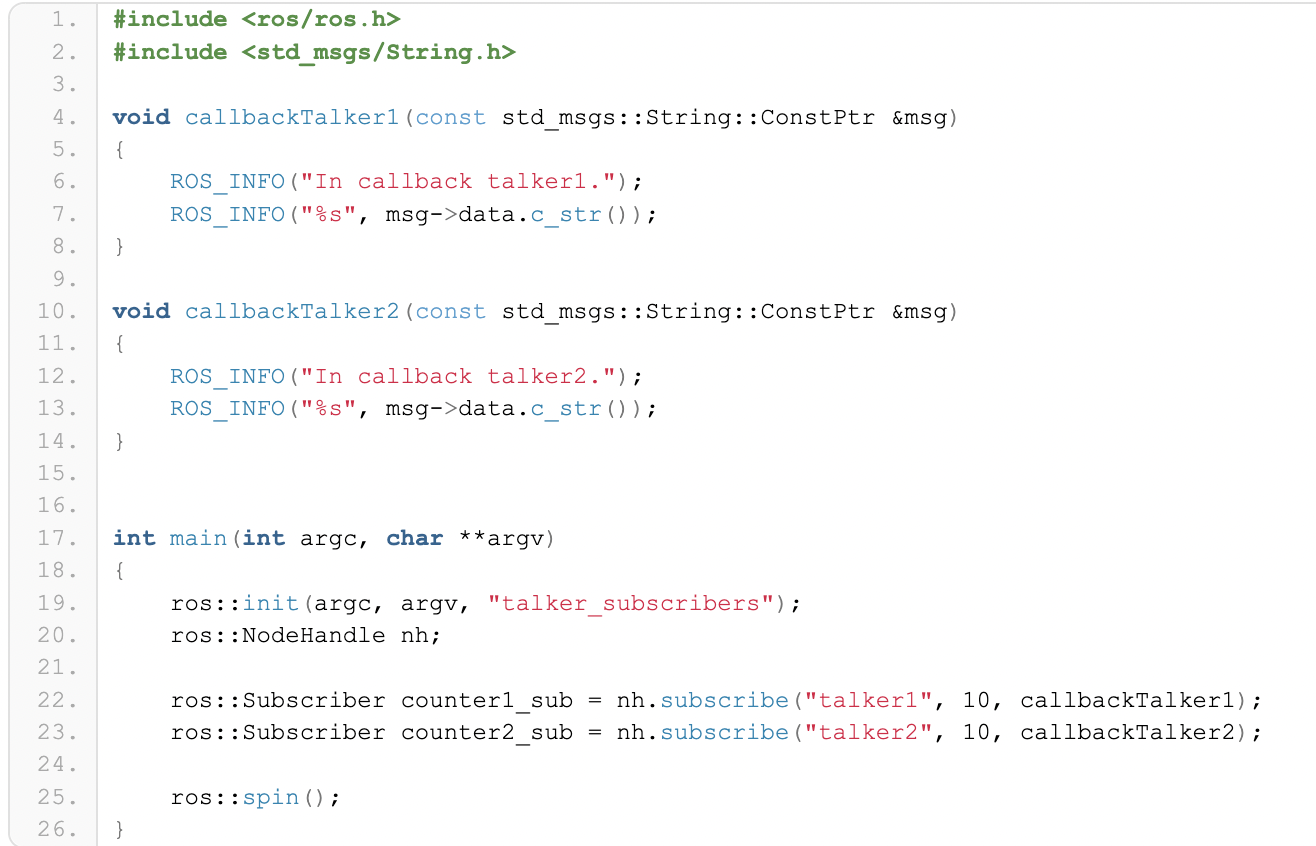 1. #include <ros/ros.h>
2. #include <std_msgs/String.h>
3.
4. void callbackTalker1(const std_msgs::String::ConstPtr &msg)
5. {
6.     ROS_INFO("In callback talker1.");
7.     ROS_INFO("%s", msg->data.c_str());
8. }
9.
10. void callbackTalker2(const std_msgs::String::ConstPtr &msg)
11. {
12.     ROS_INFO("In callback talker2.");
13.     ROS_INFO("%s", msg->data.c_str());
14. }
15.
16.
17. int main(int argc, char **argv)
18. {
19.     ros::init(argc, argv, "talker_subscribers");
20.     ros::NodeHandle nh;
21.
22.     ros::Subscriber counter1_sub = nh.subscribe("talker1", 10, callbackTalker1);
23.     ros::Subscriber counter2_sub = nh.subscribe("talker2", 10, callbackTalker2);
24.
25.     ros::spin();
26. }